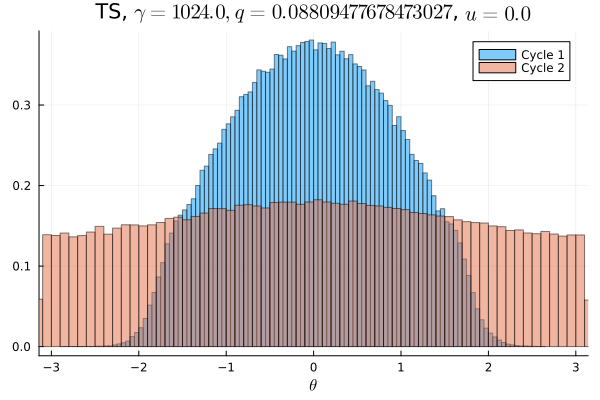 TS, γ = 1024.0, q = 0.08809477678473027, u = 0.0
Cycle 1
Cycle 2
0.3
0.2
0.1
0.0
−3 −2 −1 0 1 2 3
θ